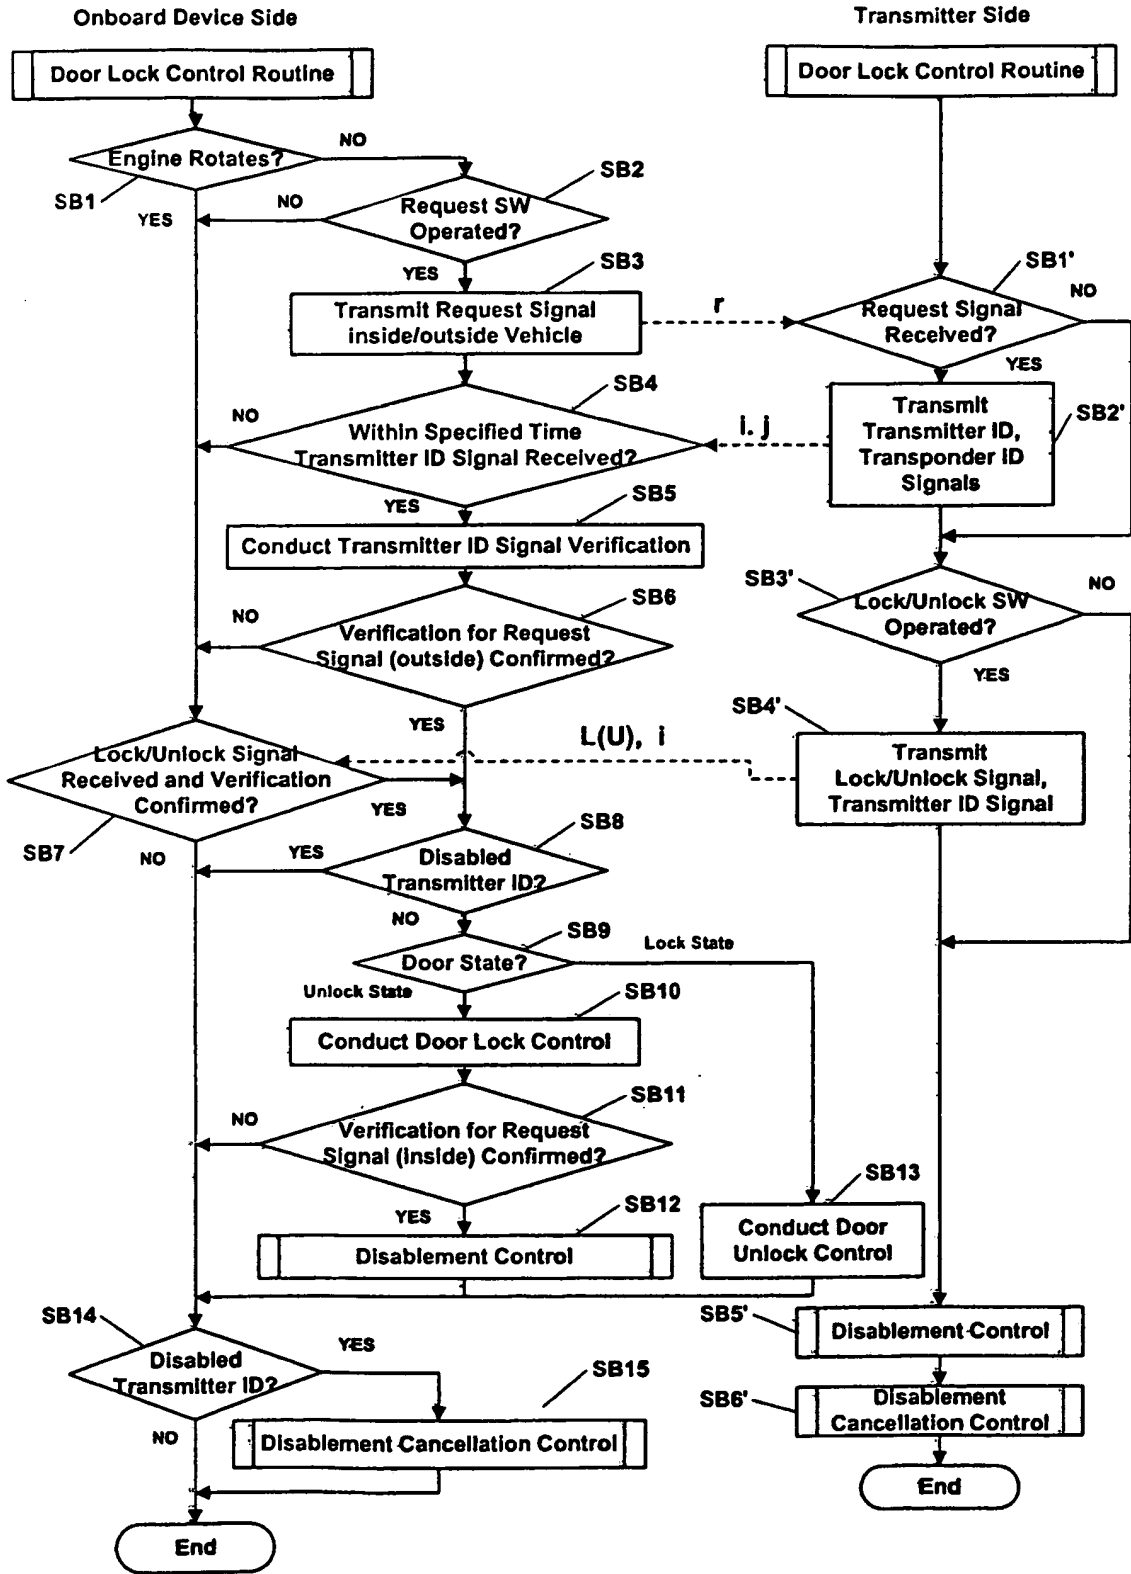 Onboard Device Side
Transmitter Side
Door Lock Control Routine
Door Lock Control Routine
Engine Rotates?
NO
SB1
YES
NO
Request SW
Operated?
SB2
YES
SB3
Transmit Request Signal
inside/outside Vehicle
r
SB1'
Request Signal
Received?
NO
YES
SB4
NO
Within Specified Time
Transmitter ID Signal Received?
i. j
Transmit
Transmitter ID,
Transponder ID
Signals
SB2'
YES
SB5
Conduct Transmitter ID Signal Verification
SB6
NO
Verification for Request
Signal (outside) Confirmed?
YES
SB3'
Lock/Unlock SW
Operated?
NO
YES
SB4'
L(U), i
Transmit
Lock/Unlock Signal,
Transmitter ID Signal
Lock/Unlock Signal
Received and Verification
Confirmed?
YES
SB7
NO
SB8
YES
Disabled
Transmitter ID?
NO
SB9
Door State?
Lock State
Unlock State
SB10
Conduct Door Lock Control
SB11
NO
Verification for Request
Signal (Inside) Confirmed?
YES
SB12
Disablement Control
SB13
Conduct Door
Unlock Control
SB14
Disabled
Transmitter ID?
YES
NO
SB15
Disablement Cancellation Control
End
SB5'
Disablement Control
SB6'
Disablement
Cancellation Control
End